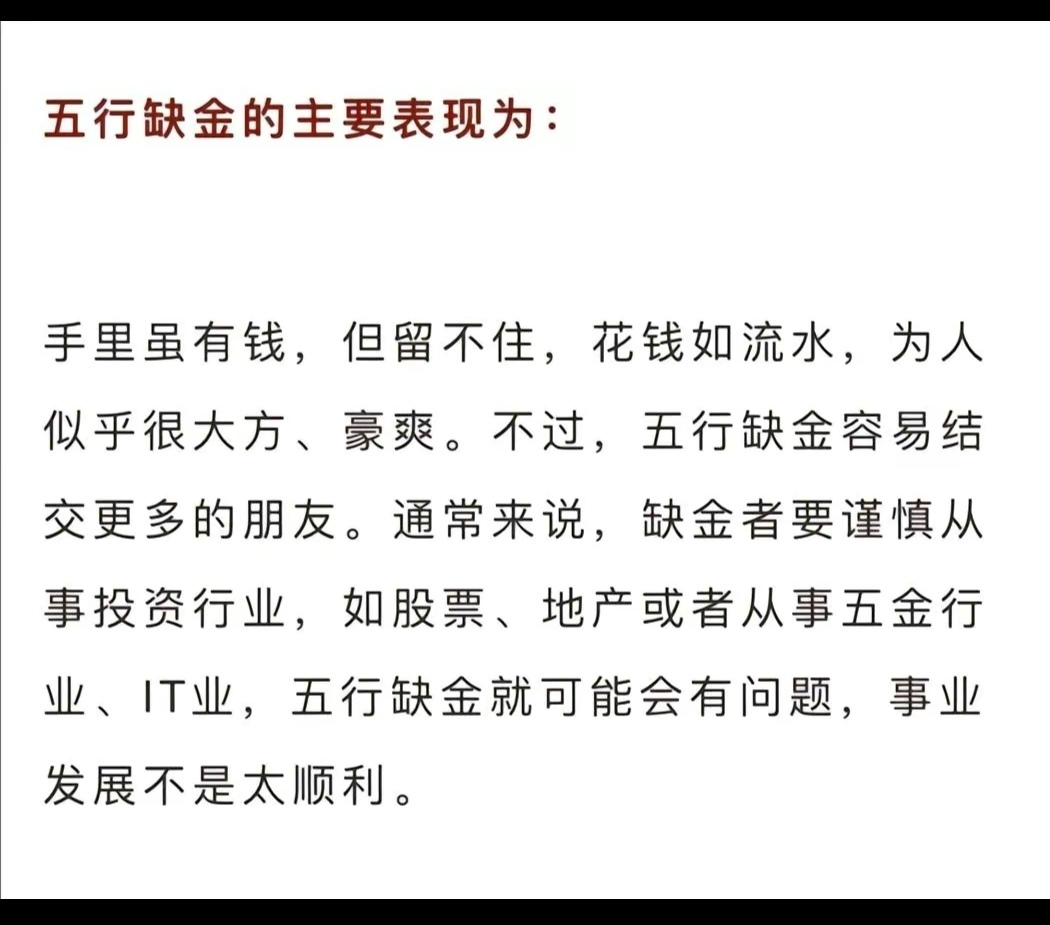 五行缺金的主要表现为：
手里虽有钱，但留不住，花钱如流水，为人
似乎很大方、豪爽。不过，五行缺金容易结
交更多的朋友。通常来说，缺金者要谨慎从
事投资行业，如股票、地产或者从事五金行
业、IT业，五行缺金就可能会有问题，事业
发展不是太顺利。